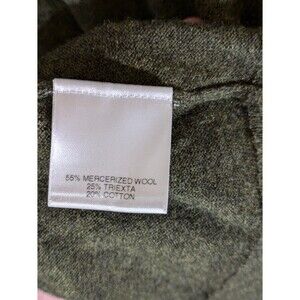 55% MERCERIZED WOOL
25% TRIEXTA
20% COTTON